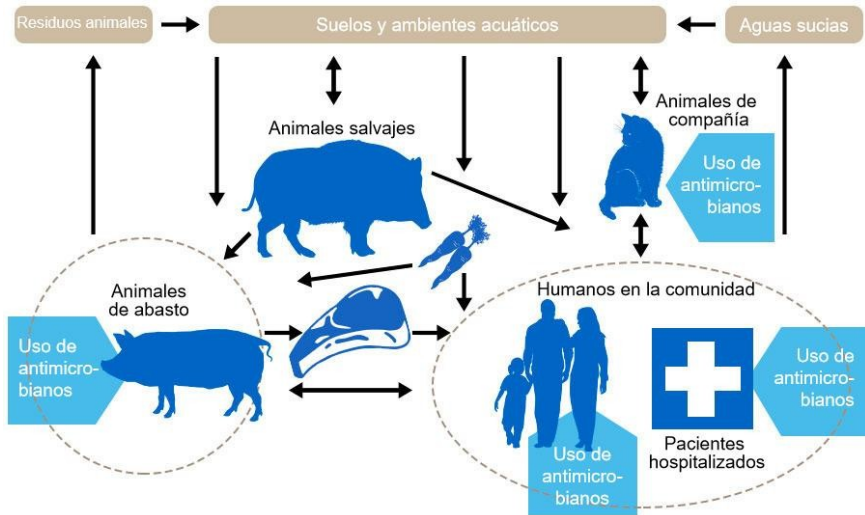 Residuos animales
Suelos y ambientes acuáticos
Aguas sucias
Animales de
compañía
Animales salvajes
Uso de
antimicro-
bianos
Animales
de abasto
Humanos en la comunidad
Uso de
antimicro-
bianos
Uso de
antimicro-
bianos
Pacientes
hospitalizados
Uso de
antimicro-
bianos